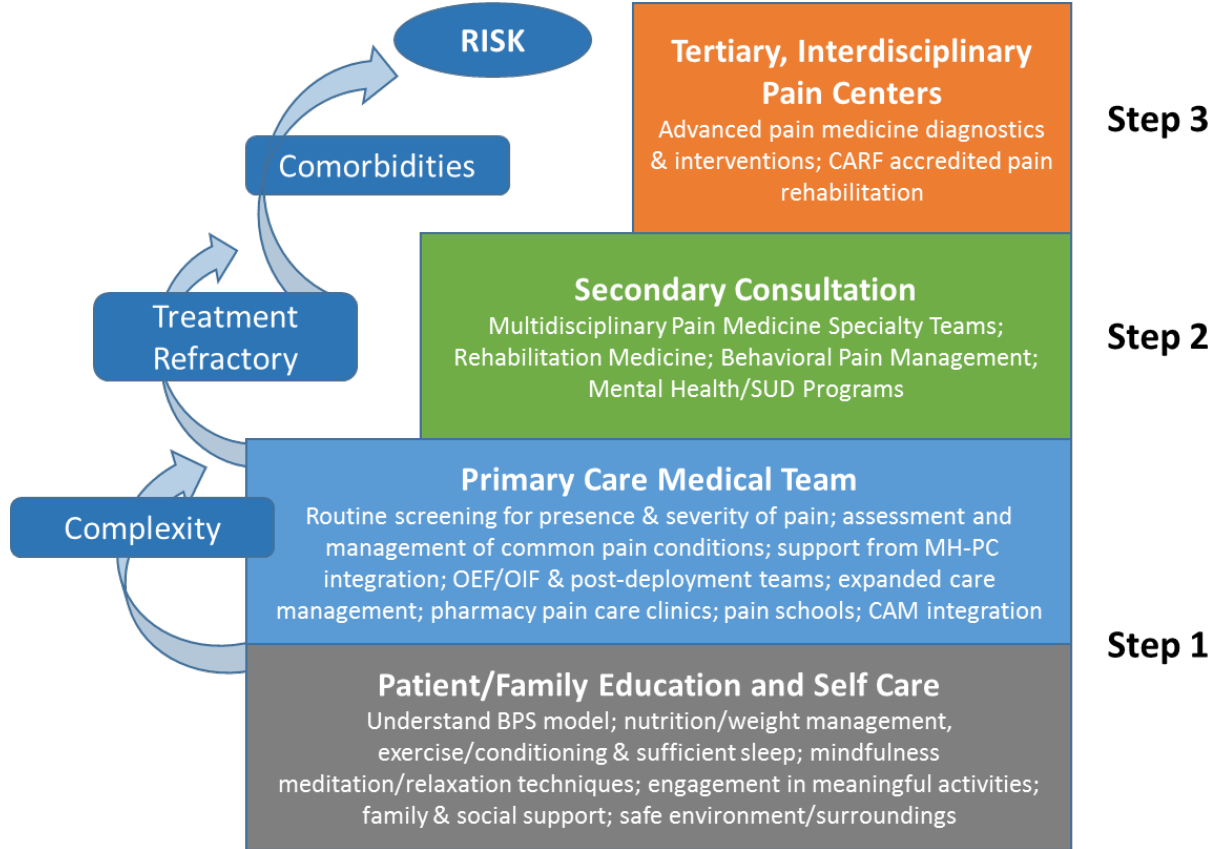 RISK
Tertiary, Interdisciplinary
Pain Centers
Advanced pain medicine diagnostics
& interventions; CARF accredited pain
rehabilitation
Step 3
Comorbidities
Secondary Consultation
Multidisciplinary Pain Medicine Specialty Teams;
Rehabilitation Medicine; Behavioral Pain Management;
Mental Health/SUD Programs
Step 2
Treatment
Refractory
Primary Care Medical Team
Routine screening for presence & severity of pain; assessment and
management of common pain conditions; support from MH-PC
integration; OEF/OIF & post-deployment teams; expanded care
management; pharmacy pain care clinics; pain schools; CAM integration
Complexity
Step 1
Patient/Family Education and Self Care
Understand BPS model; nutrition/weight management,
exercise/conditioning & sufficient sleep; mindfulness
meditation/relaxation techniques; engagement in meaningful activities;
family & social support; safe environment/surroundings